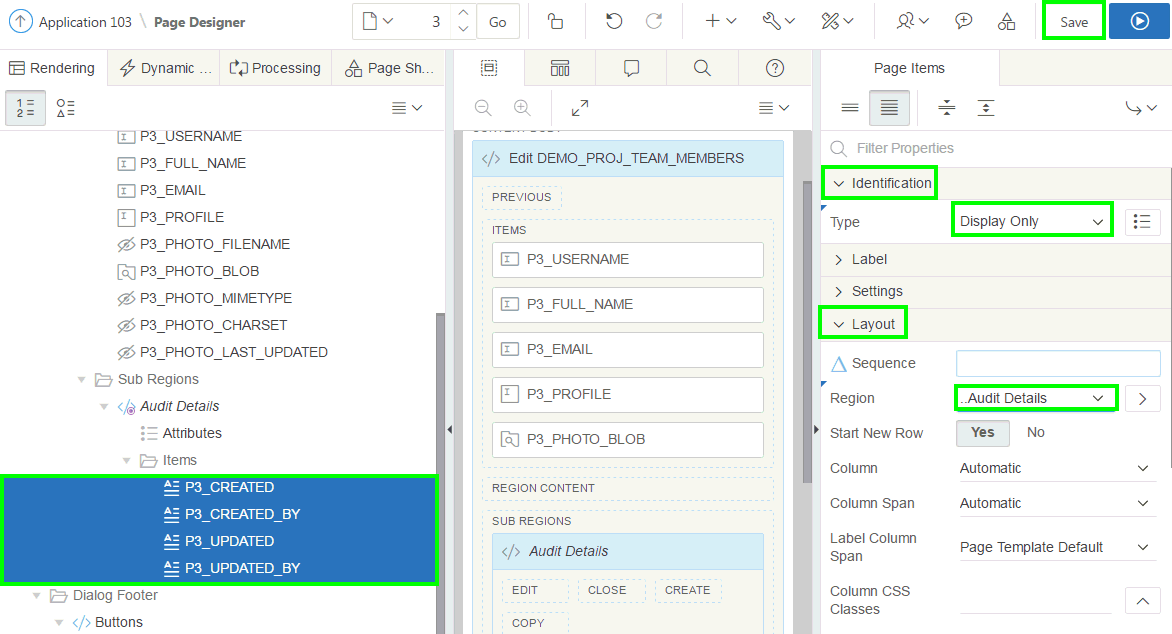 Application 103 \ Page Designer
3
Go
Save
Rendering
Dynamic ...
Processing
Page Sh...
Page Items
1
2
P3_USERNAME
P3_FULL_NAME
P3_EMAIL
P3_PROFILE
P3_PHOTO_FILENAME
P3_PHOTO_BLOB
P3_PHOTO_MIMETYPE
P3_PHOTO_CHARSET
P3_PHOTO_LAST_UPDATED
Sub Regions
Audit Details
Attributes
Items
P3_CREATED
P3_CREATED_BY
P3_UPDATED
P3_UPDATED_BY
Dialog Footer
Buttons
CONTENT BODY
Edit DEMO_PROJ_TEAM_MEMBERS
PREVIOUS
ITEMS
P3_USERNAME
P3_FULL_NAME
P3_EMAIL
P3_PROFILE
P3_PHOTO_BLOB
REGION CONTENT
SUB REGIONS
Audit Details
EDIT
CLOSE
CREATE
COPY
Filter Properties
Identification
Type
Display Only
Label
Settings
Layout
Sequence
Region
..Audit Details
Start New Row
Yes
No
Column
Automatic
Column Span
Automatic
Label Column
Span
Page Template Default
Column CSS
Classes